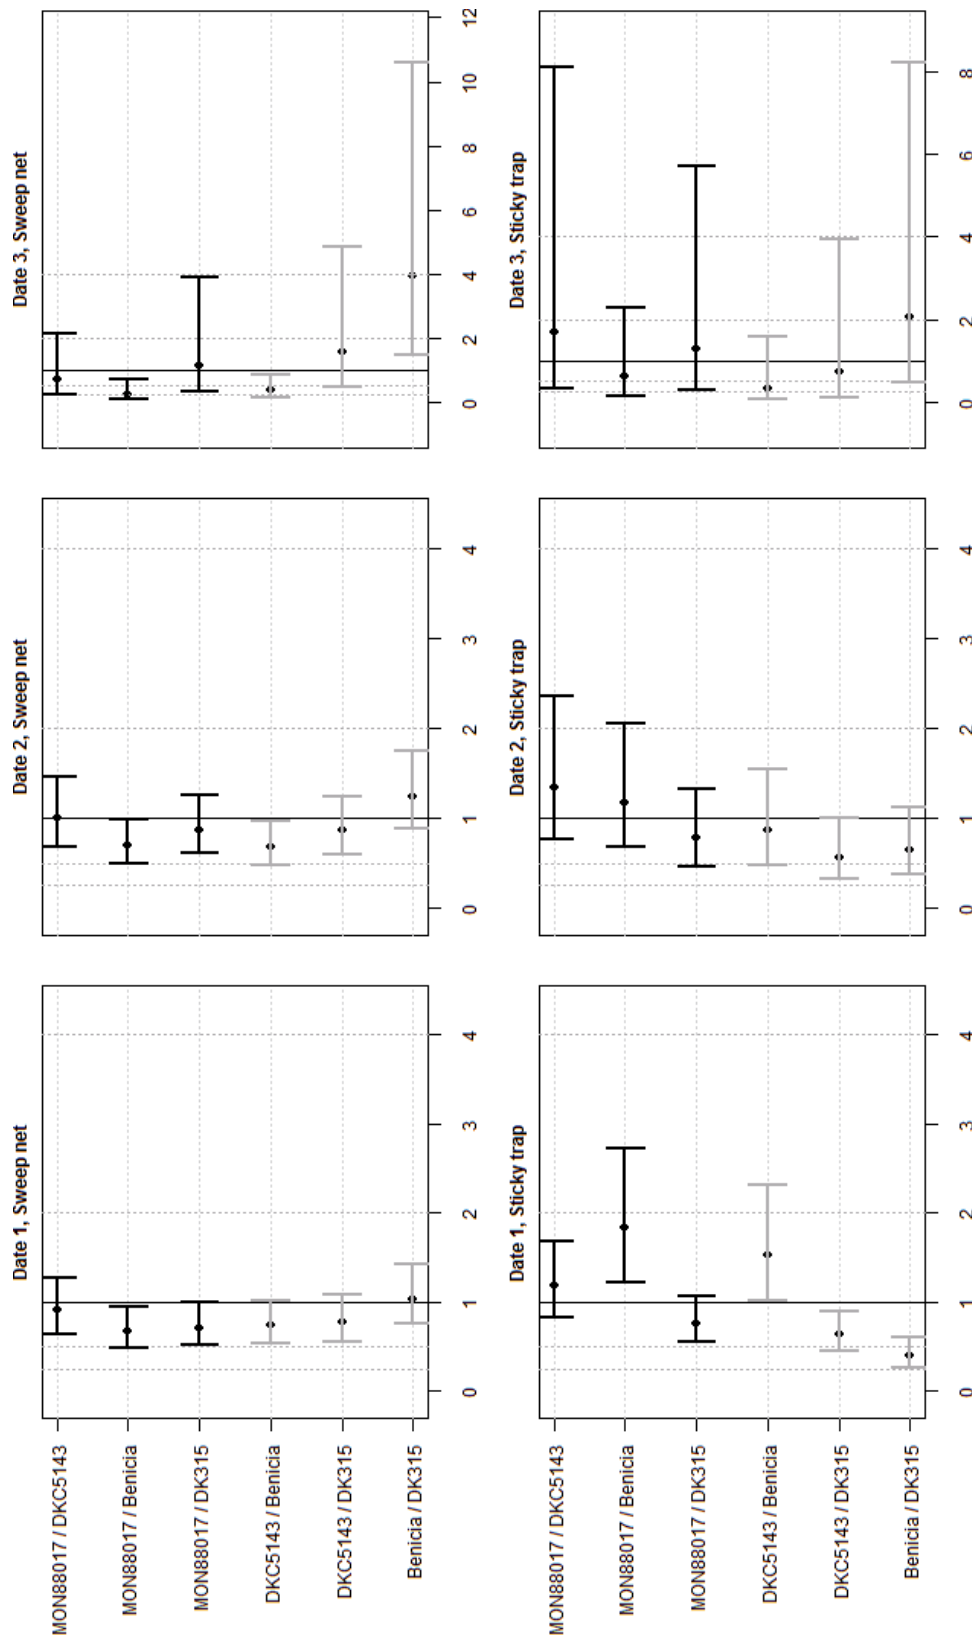 Date 1, Sweep net
Date 2, Sweep net
Date 3, Sweep net
MON88017 / DKC5143
MON88017 / Benicia
MON88017 / DK315
DKC5143 / Benicia
DKC5143 / DK315
Benicia / DK315
0 1 2 3 4
0 1 2 3 4
0 2 4 6 8 10 12
Date 1, Sticky trap
Date 2, Sticky trap
Date 3, Sticky trap
MON88017 / DKC5143
MON88017 / Benicia
MON88017 / DK315
DKC5143 / Benicia
DKC5143 / DK315
Benicia / DK315
0 1 2 3 4
0 1 2 3 4
0 2 4 6 8